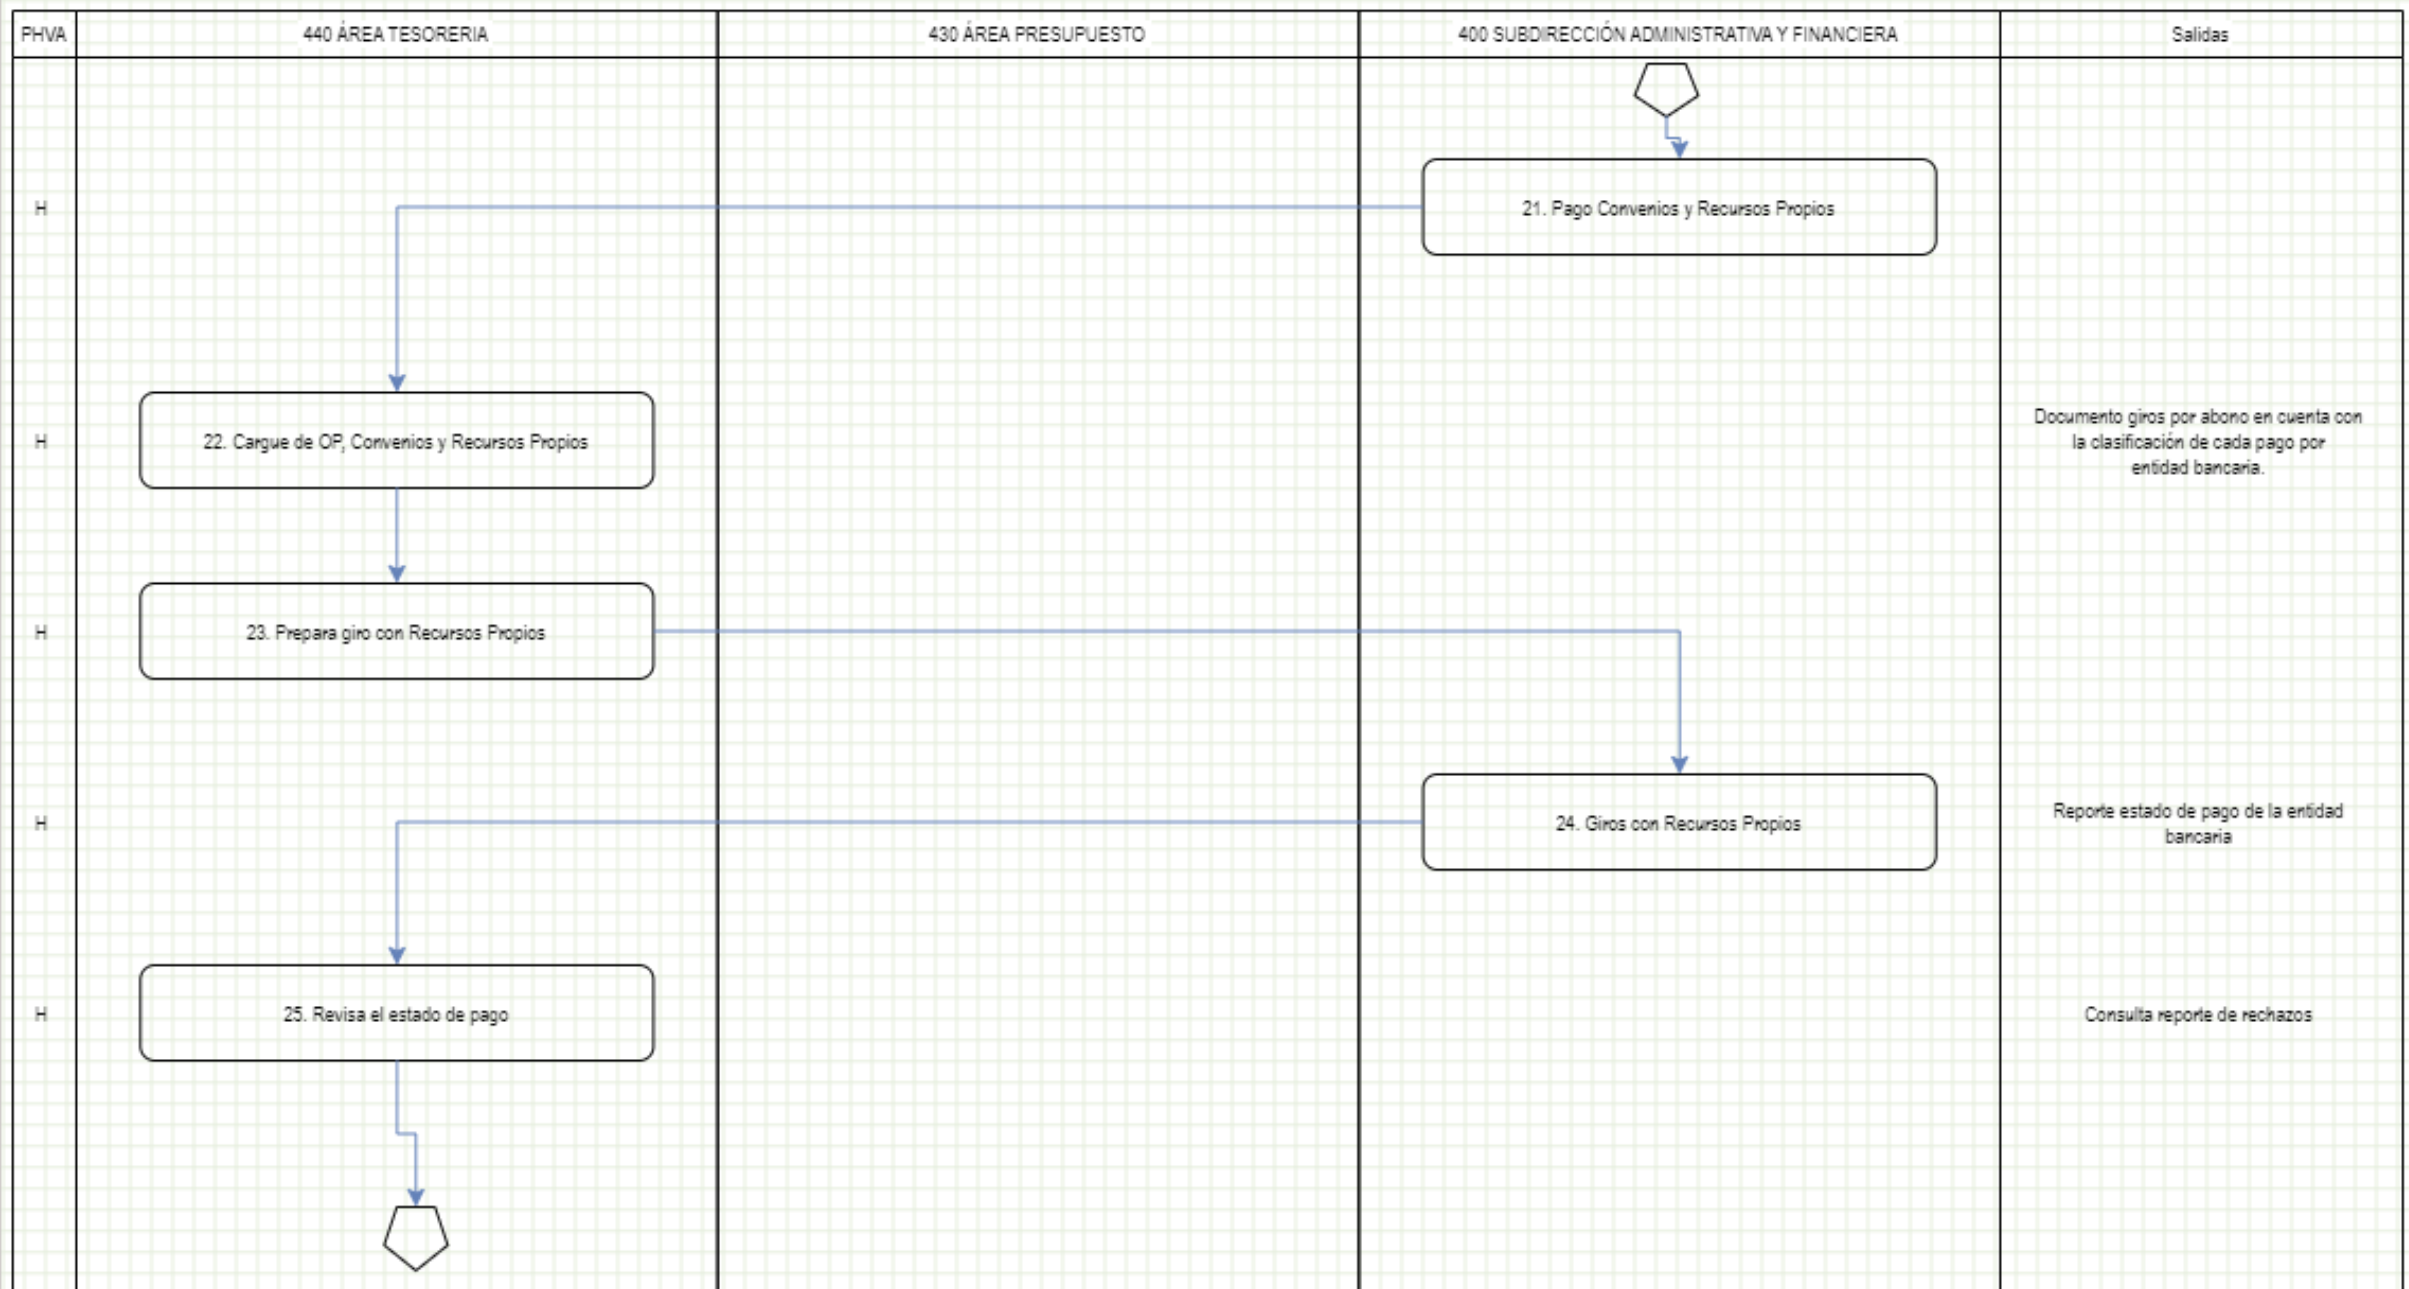 PHVA
440 ÁREA TESORERIA
430 ÁREA PRESUPUESTO
400 SUBDIRECCIÓN ADMINISTRATIVA Y FINANCIERA
Salidas
H
21. Pago Convenios y Recursos Propios
H
22. Cargue de OP, Convenios y Recursos Propios
Documento giros por abono en cuenta con
la clasificación de cada pago por
entidad bancaria.
H
23. Prepara giro con Recursos Propios
H
24. Giros con Recursos Propios
Reporte estado de pago de la entidad
bancaria
H
25. Revisa el estado de pago
Consulta reporte de rechazos